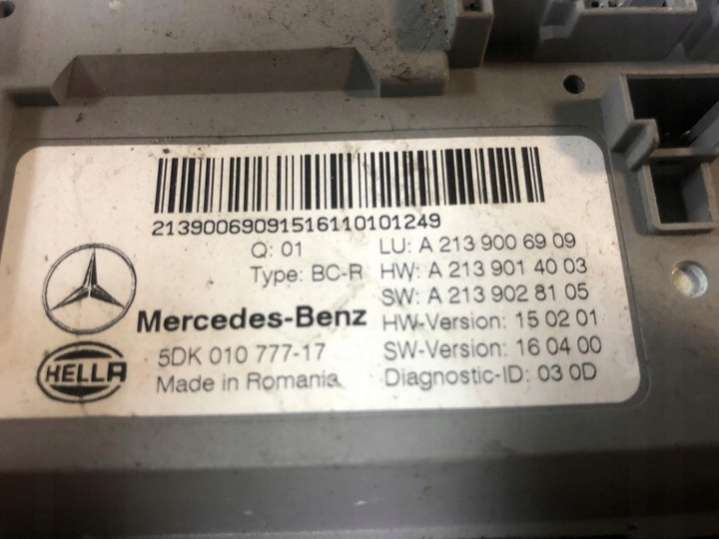 21390069091516110101249
Q: 01
Type: BC-R
LU: A 213 900 69 09
HW: A 213 901 40 03
SW: A 213 902 81 05
Mercedes-Benz
HW-Version: 15 02 01
HELLA
5DK 010 777-17
SW-Version: 16 04 00
Made in Romania
Diagnostic-ID: 03 0D